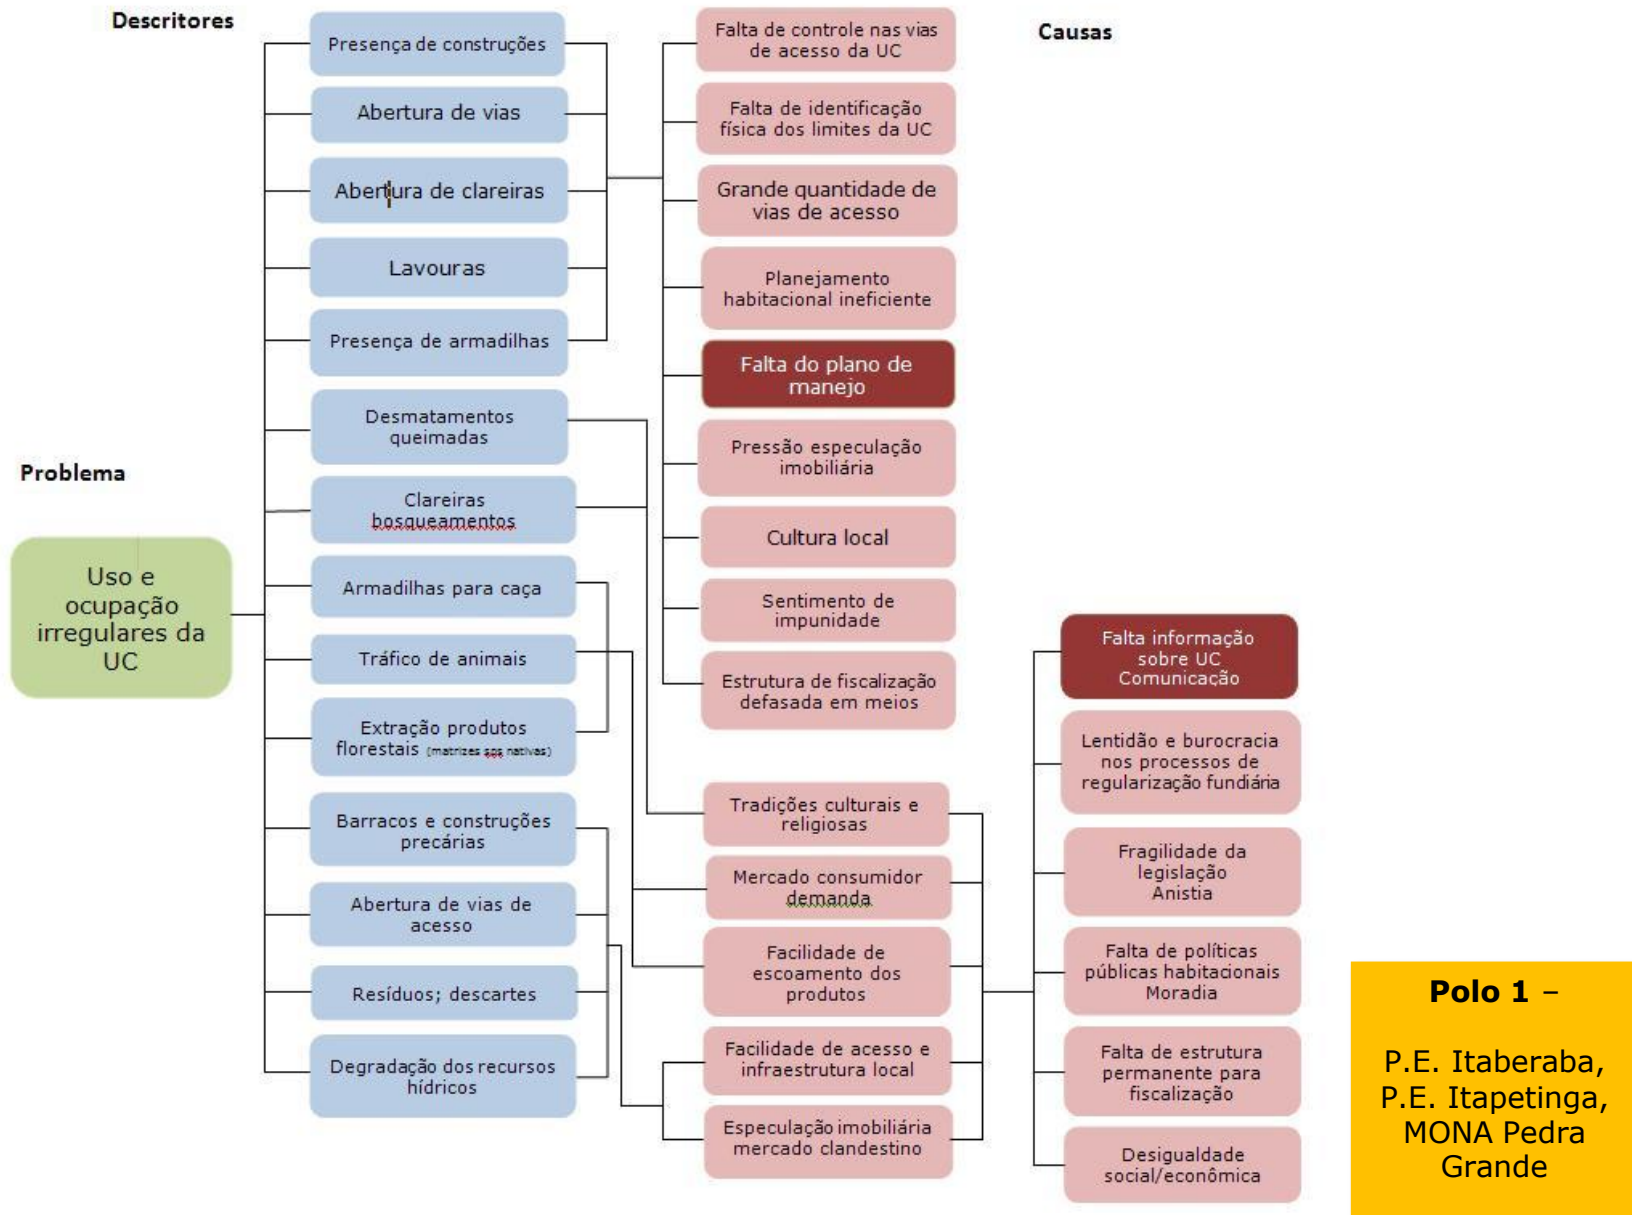 Descritores
Causas
Problema
Uso e
ocupação
irregulares da
UC
Presença de construções
Abertura de vias
Abertura de clareiras
Lavouras
Presença de armadilhas
Desmatamentos
queimadas
Clareiras
bosqueamentos
Armadilhas para caça
Tráfico de animais
Extração produtos
florestais (matrizes sps nativas)
Barracos e construções
precárias
Abertura de vias de
acesso
Resíduos; descartes
Degradação dos recursos
hídricos
Falta de controle nas vias
de acesso da UC
Falta de identificação
física dos limites da UC
Grande quantidade de
vias de acesso
Planejamento
habitacional ineficiente
Falta do plano de
manejo
Pressão especulação
imobiliária
Cultura local
Sentimento de
impunidade
Estrutura de fiscalização
defasada em meios
Tradições culturais e
religiosas
Mercado consumidor
demanda
Facilidade de
escoamento dos
produtos
Facilidade de acesso e
infraestrutura local
Especulação imobiliária
mercado clandestino
Falta informação
sobre UC
Comunicação
Lentidão e burocracia
nos processos de
regularização fundiária
Fragilidade da
legislação
Anistia
Falta de políticas
públicas habitacionais
Moradia
Falta de estrutura
permanente para
fiscalização
Desigualdade
social/econômica
Polo 1 –
P.E. Itaberaba,
P.E. Itapetinga,
MONA Pedra
Grande